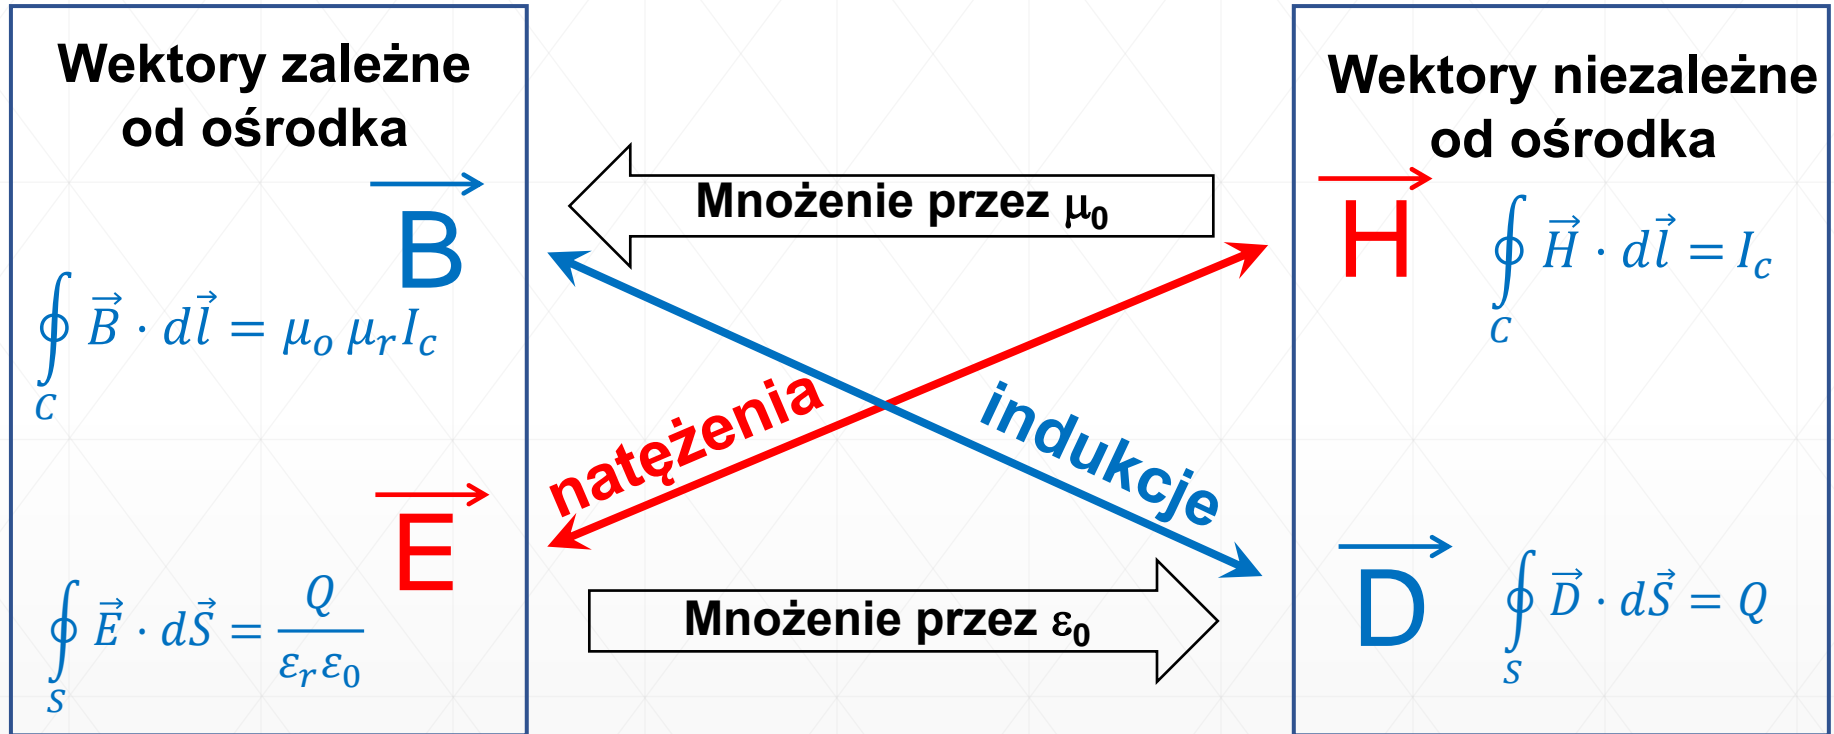 Wektory zależne
od ośrodka
B
∮_C B⃗ · dl⃗ = μ_o μ_r I_c
E
∮_S E⃗ · dS⃗ = Q / ε_r ε_0
Mnożenie przez μ₀
natężenia
indukcje
Mnożenie przez ε₀
Wektory niezależne
od ośrodka
H
∮_C H⃗ · dl⃗ = I_c
D
∮_S D⃗ · dS⃗ = Q